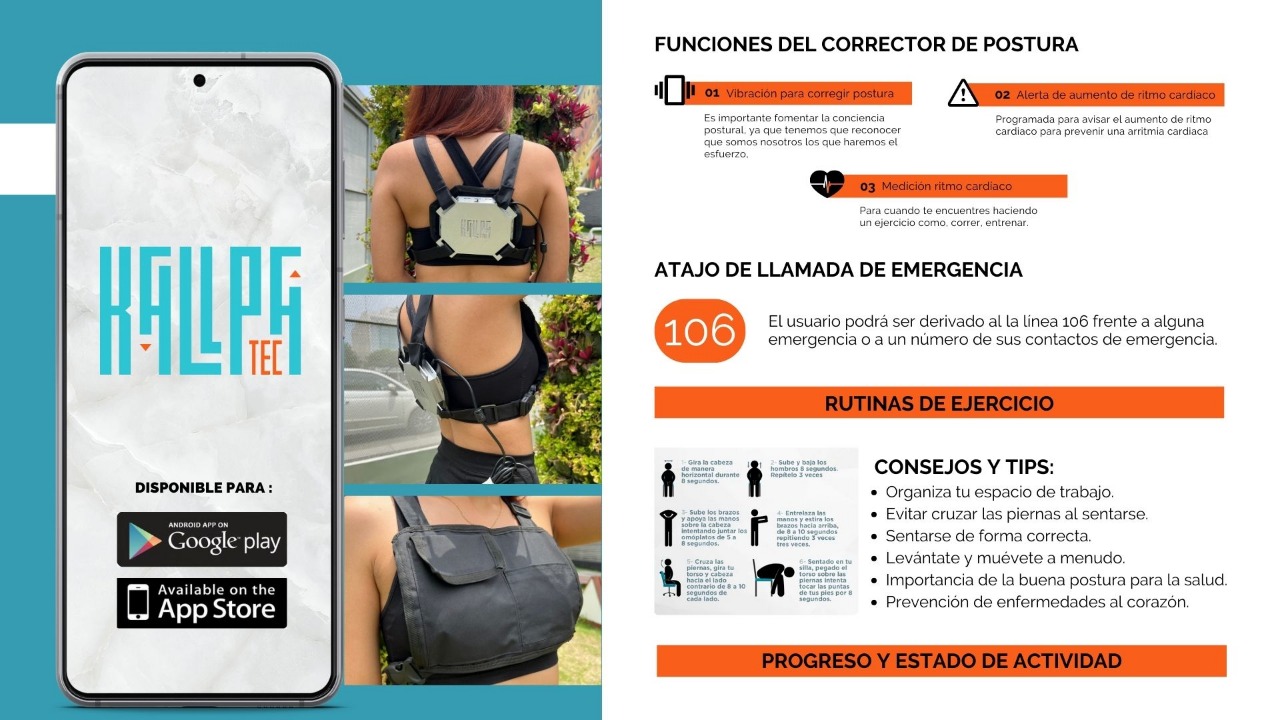 KALLPA
TEC
DISPONIBLE PARA :
ANDROID APP ON
Google play
Available on the
App Store
FUNCIONES DEL CORRECTOR DE POSTURA
01 Vibración para corregir postura
Es importante fomentar la conciencia
postural, ya que tenemos que reconocer
que somos nosotros los que haremos el
esfuerzo,
02 Alerta de aumento de ritmo cardiaco
Programada para avisar el aumento de ritmo
cardiaco para prevenir una arritmia cardiaca
03 Medición ritmo cardiaco
Para cuando te encuentres haciendo
un ejercicio como, correr, entrenar.
ATAJO DE LLAMADA DE EMERGENCIA
106
El usuario podrá ser derivado al la línea 106 frente a alguna
emergencia o a un número de sus contactos de emergencia.
RUTINAS DE EJERCICIO
1- Gira la cabeza
de manera
horizontal durante
8 segundos.
2- Sube y baja los
hombros 8 segundos.
Repítelo 3 veces
3- Sube los brazos
y apoya las manos
sobre la cabeza
intentando juntar los
omóplatos de 5 a
8 segundos.
4- Entrelaza las
manos y estira los
brazos hacia arriba,
de 8 a 10 segundos
repitiendo 3 veces
tres veces.
5- Cruza las
piernas, gira tu
torso y cabeza
hacia el lado
contrario de 8 a 10
segundos de
cada lado.
6- Sentado en tu
silla, pegado el
torso sobre las
piernas intenta
tocar las puntas
de tus pies por 8
segundos.
CONSEJOS Y TIPS:
• Organiza tu espacio de trabajo.
• Evitar cruzar las piernas al sentarse.
• Sentarse de forma correcta.
• Levántate y muévete a menudo.
• Importancia de la buena postura para la salud.
• Prevención de enfermedades al corazón.
PROGRESO Y ESTADO DE ACTIVIDAD